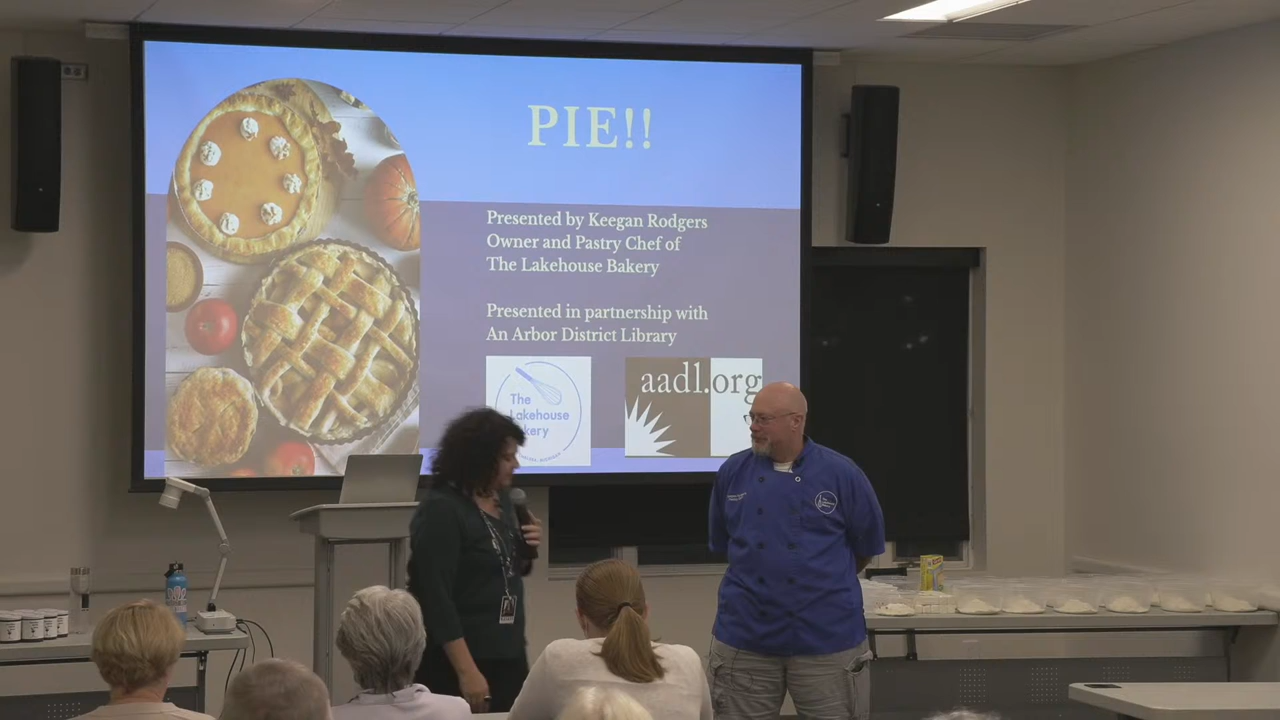 PIE!!
Presented by Keegan Rodgers
Owner and Pastry Chef of
The Lakehouse Bakery
Presented in partnership with
An Arbor District Library
The
Lakehouse
Bakery
aadl.org